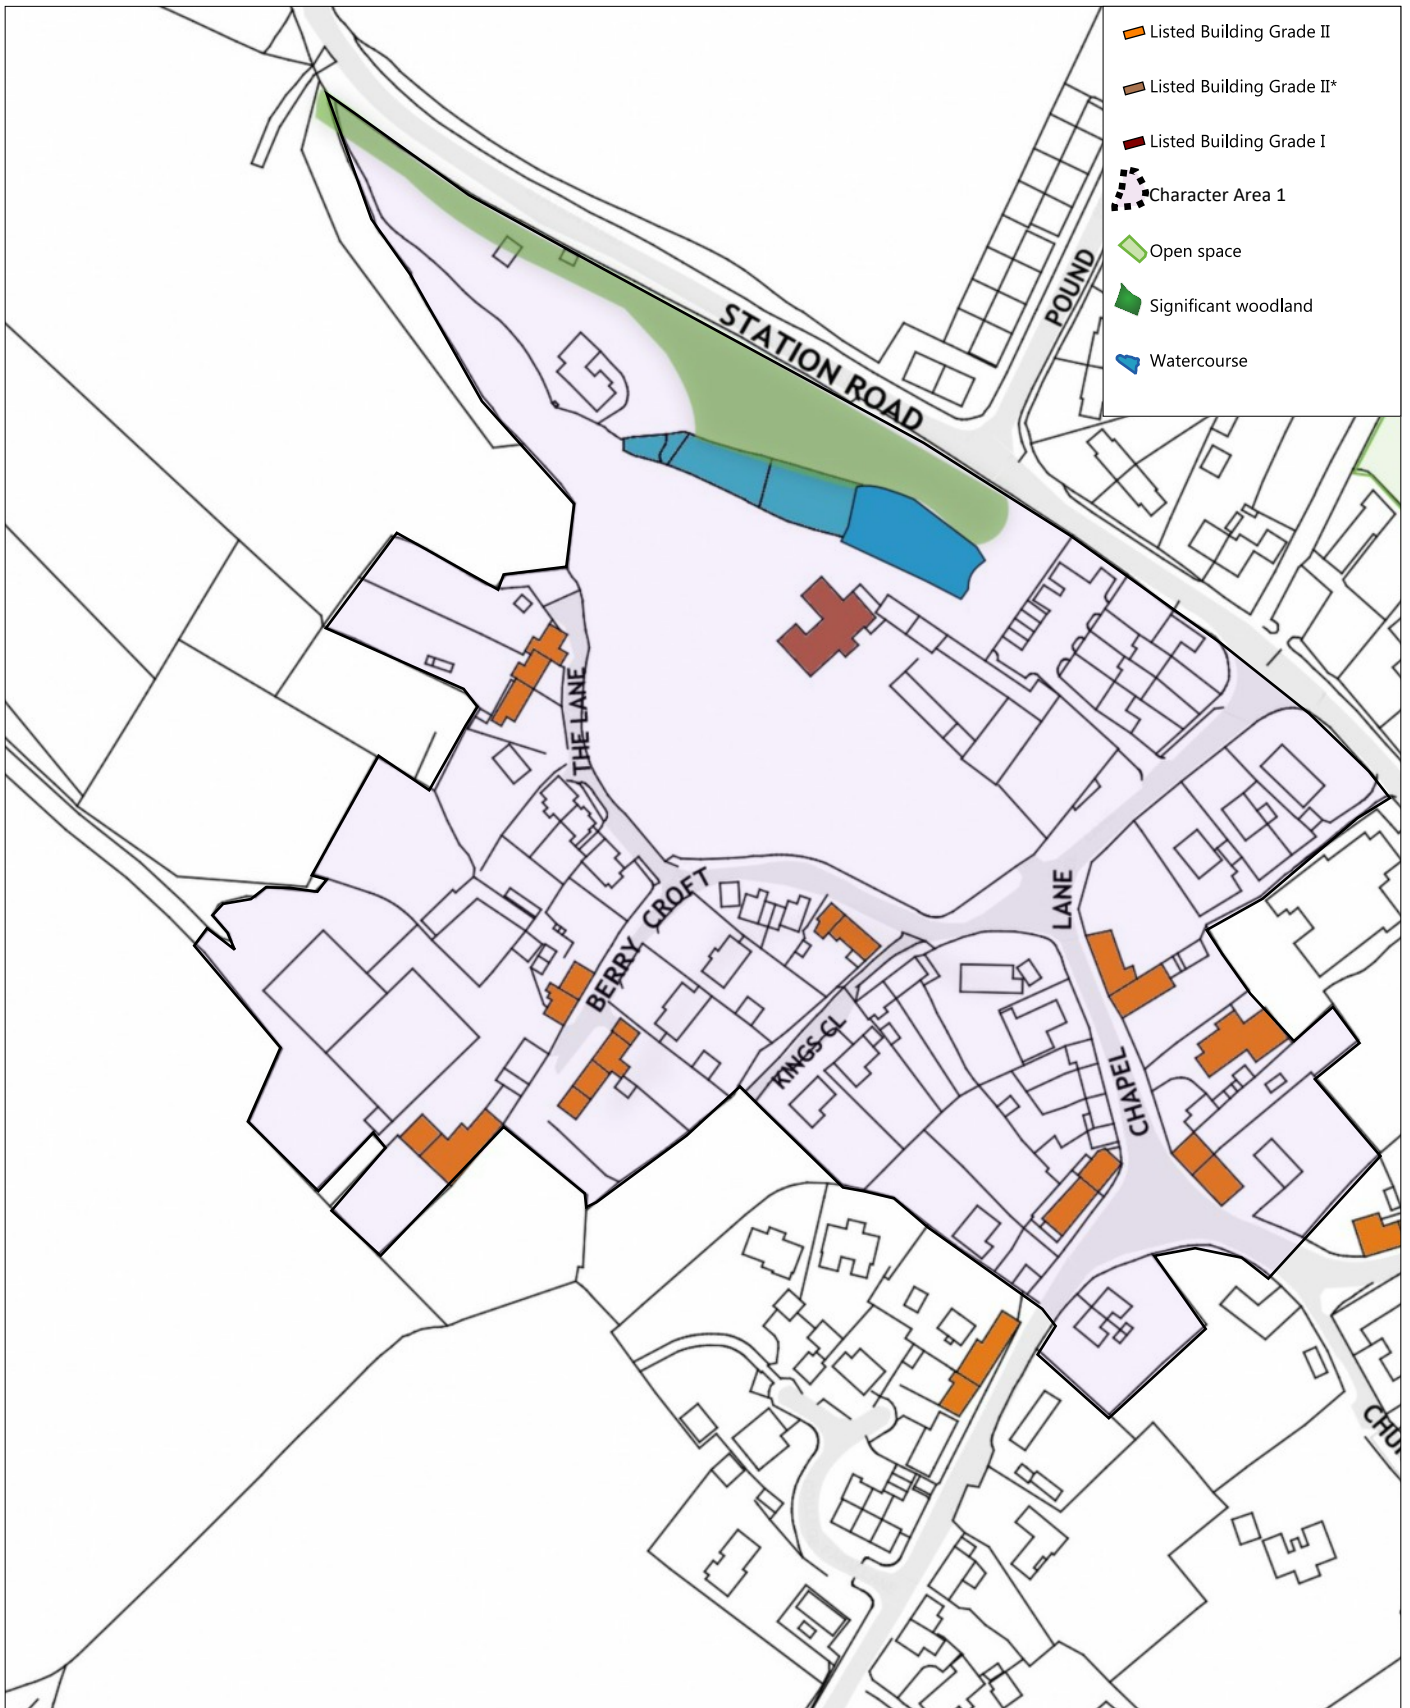 Listed Building Grade II
Listed Building Grade II*
Listed Building Grade I
Character Area 1
Open space
Significant woodland
Watercourse
POUND
STATION ROAD
THE LANE
BERRY CROFT
LANE
KINGS CL
CHAPEL